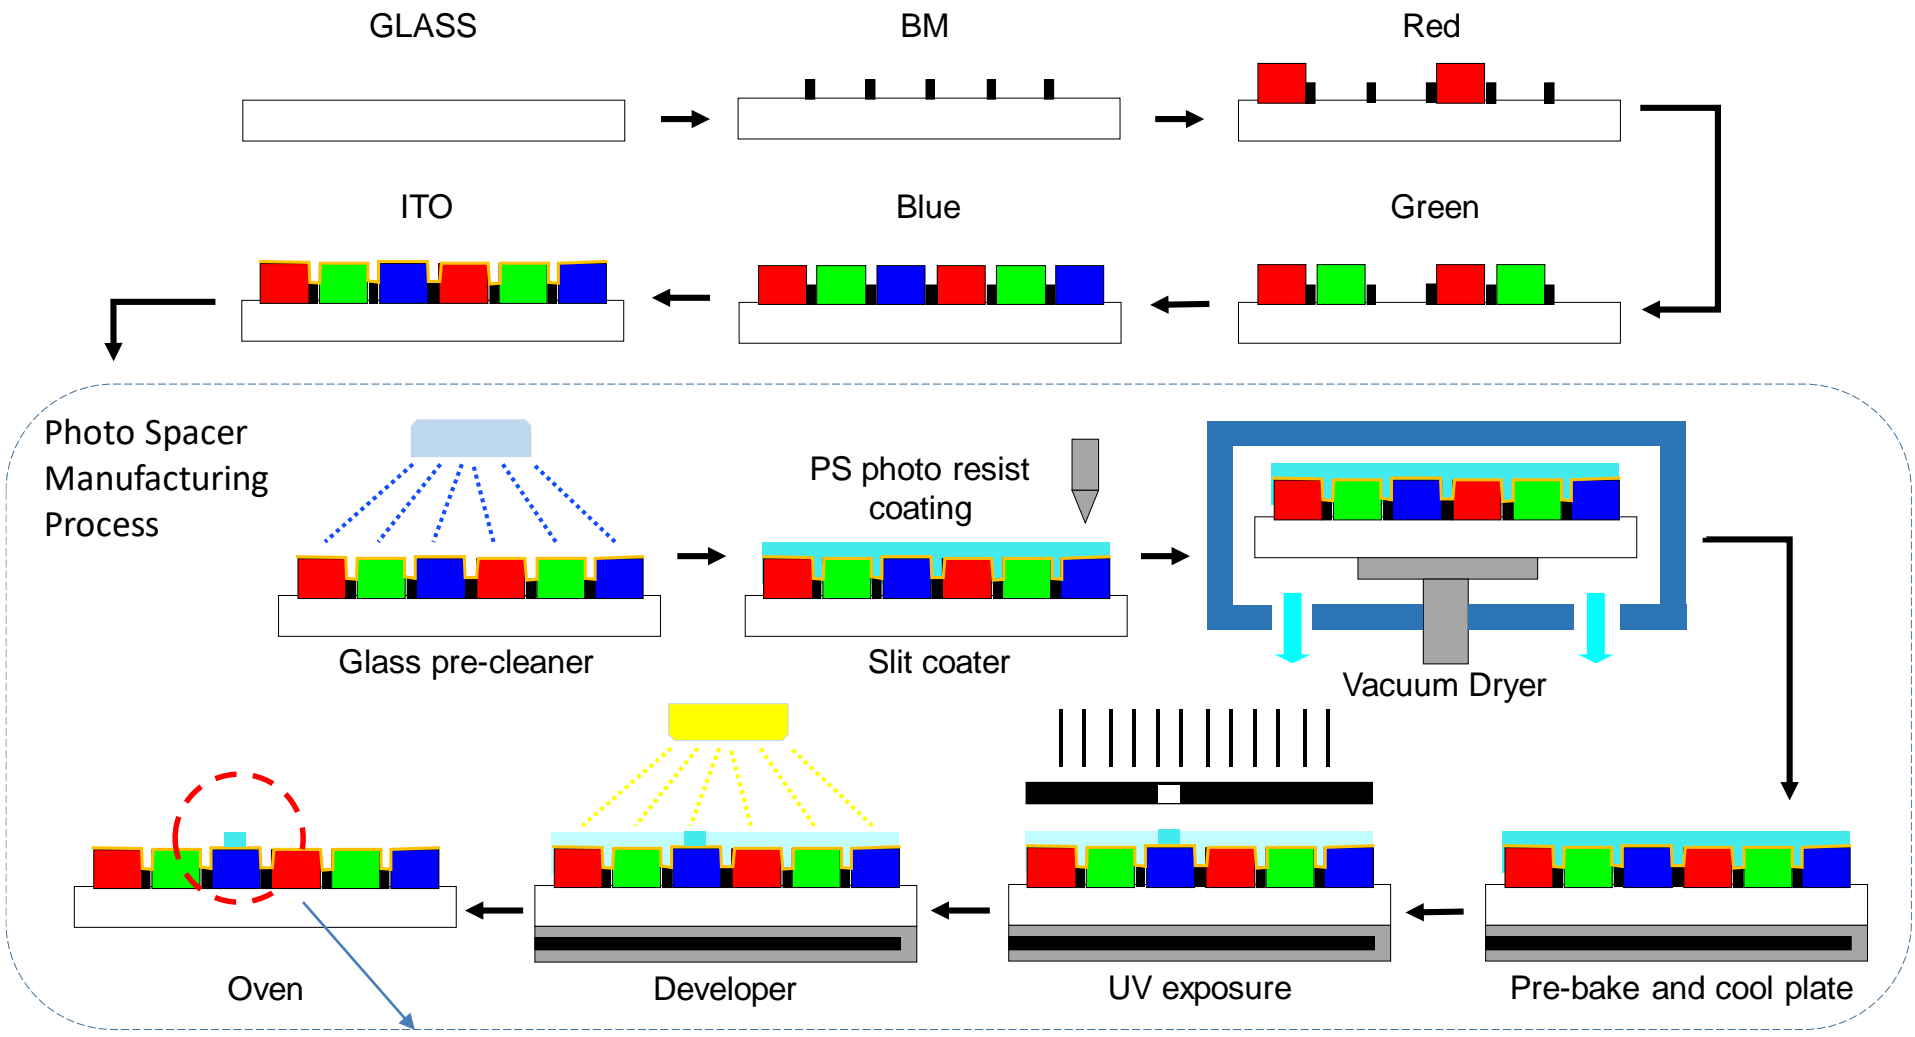 GLASS
BM
Red
ITO
Blue
Green
Photo Spacer
Manufacturing
Process
PS photo resist
coating
Glass pre-cleaner
Slit coater
Vacuum Dryer
Oven
Developer
UV exposure
Pre-bake and cool plate